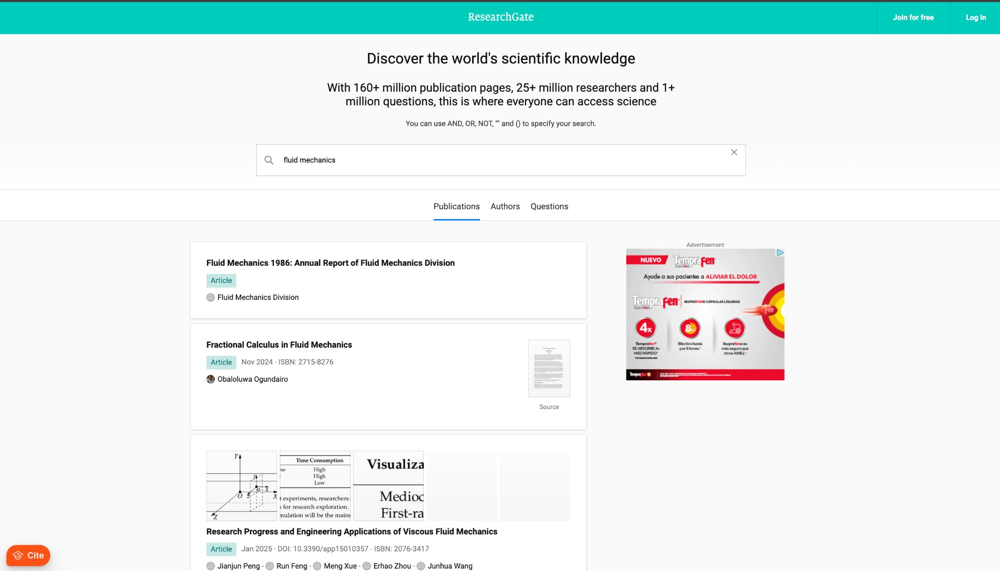 ResearchGate
Join for free
Log in
Discover the world's scientific knowledge
With 160+ million publication pages, 25+ million researchers and 1+
million questions, this is where everyone can access science
You can use AND, OR, NOT, "" and () to specify your search.
fluid mechanics
Publications
Authors
Questions
Fluid Mechanics 1986: Annual Report of Fluid Mechanics Division
Article
Fluid Mechanics Division
Fractional Calculus in Fluid Mechanics
Article Nov 2024 · ISBN: 2715-8276
Obaloluwa Ogundairo
Source
Y
y
o x
O z X
Z
Time Consumption
ow High
High
Low
t experiments, researchers
s for research exploration.
mulation will be the mains
Visualiza
Medioc
First-ra
Research Progress and Engineering Applications of Viscous Fluid Mechanics
Article Jan 2025 · DOI: 10.3390/app15010357 · ISBN: 2076-3417
Jianjun Peng · Run Feng · Meng Xue · Erhao Zhou · Junhua Wang
Advertisement
NUEVO Temprafen
ibuprofeno
Ayude a sus pacientes a ALIVIAR EL DOLOR
Temprafen IBUPROFENO CÁPSULAS LÍQUIDAS
ibuprofeno
fen
4x
8hr
Temprafen®
SE ABSORBE 4x
MÁS RÁPIDO*
Efectivo hasta
por 8 horas.¹
Ibuprofeno es
más seguro que
otros AINEs.*
Tempra
Cite